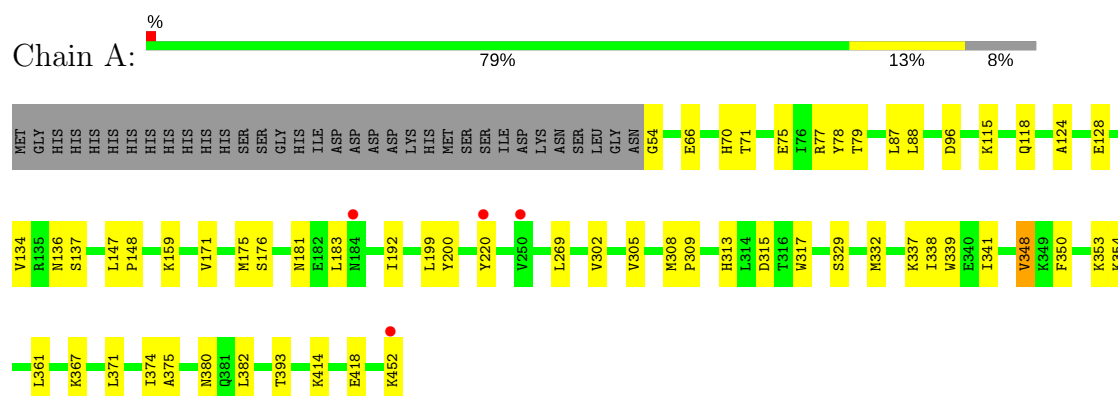 %
Chain A:
79% 13% 8%
MET GLY HIS HIS HIS HIS HIS HIS HIS HIS HIS HIS SER SER GLY HIS ILE ASP ASP ASP ASP LYS HIS MET SER SER ILE ASP LYS ASN SER LEU GLY ASN G54 E66 H70 T71 E75 I76 R77 Y78 T79 L87 L88 D96 K115 Q118 A124 E128
V134 R135 N136 S137 L147 P148 K159 V171 M175 S176 N181 E182 L183 N184 I192 L199 Y200 Y220 V250 L269 V302 V305 M308 P309 H313 L314 D315 T316 W317 S329 M332 K337 I338 W339 E340 I341 V348 K349 F350 K353 K354
L361 K367 L371 I374 A375 N380 Q381 L382 T393 K414 E418 K452